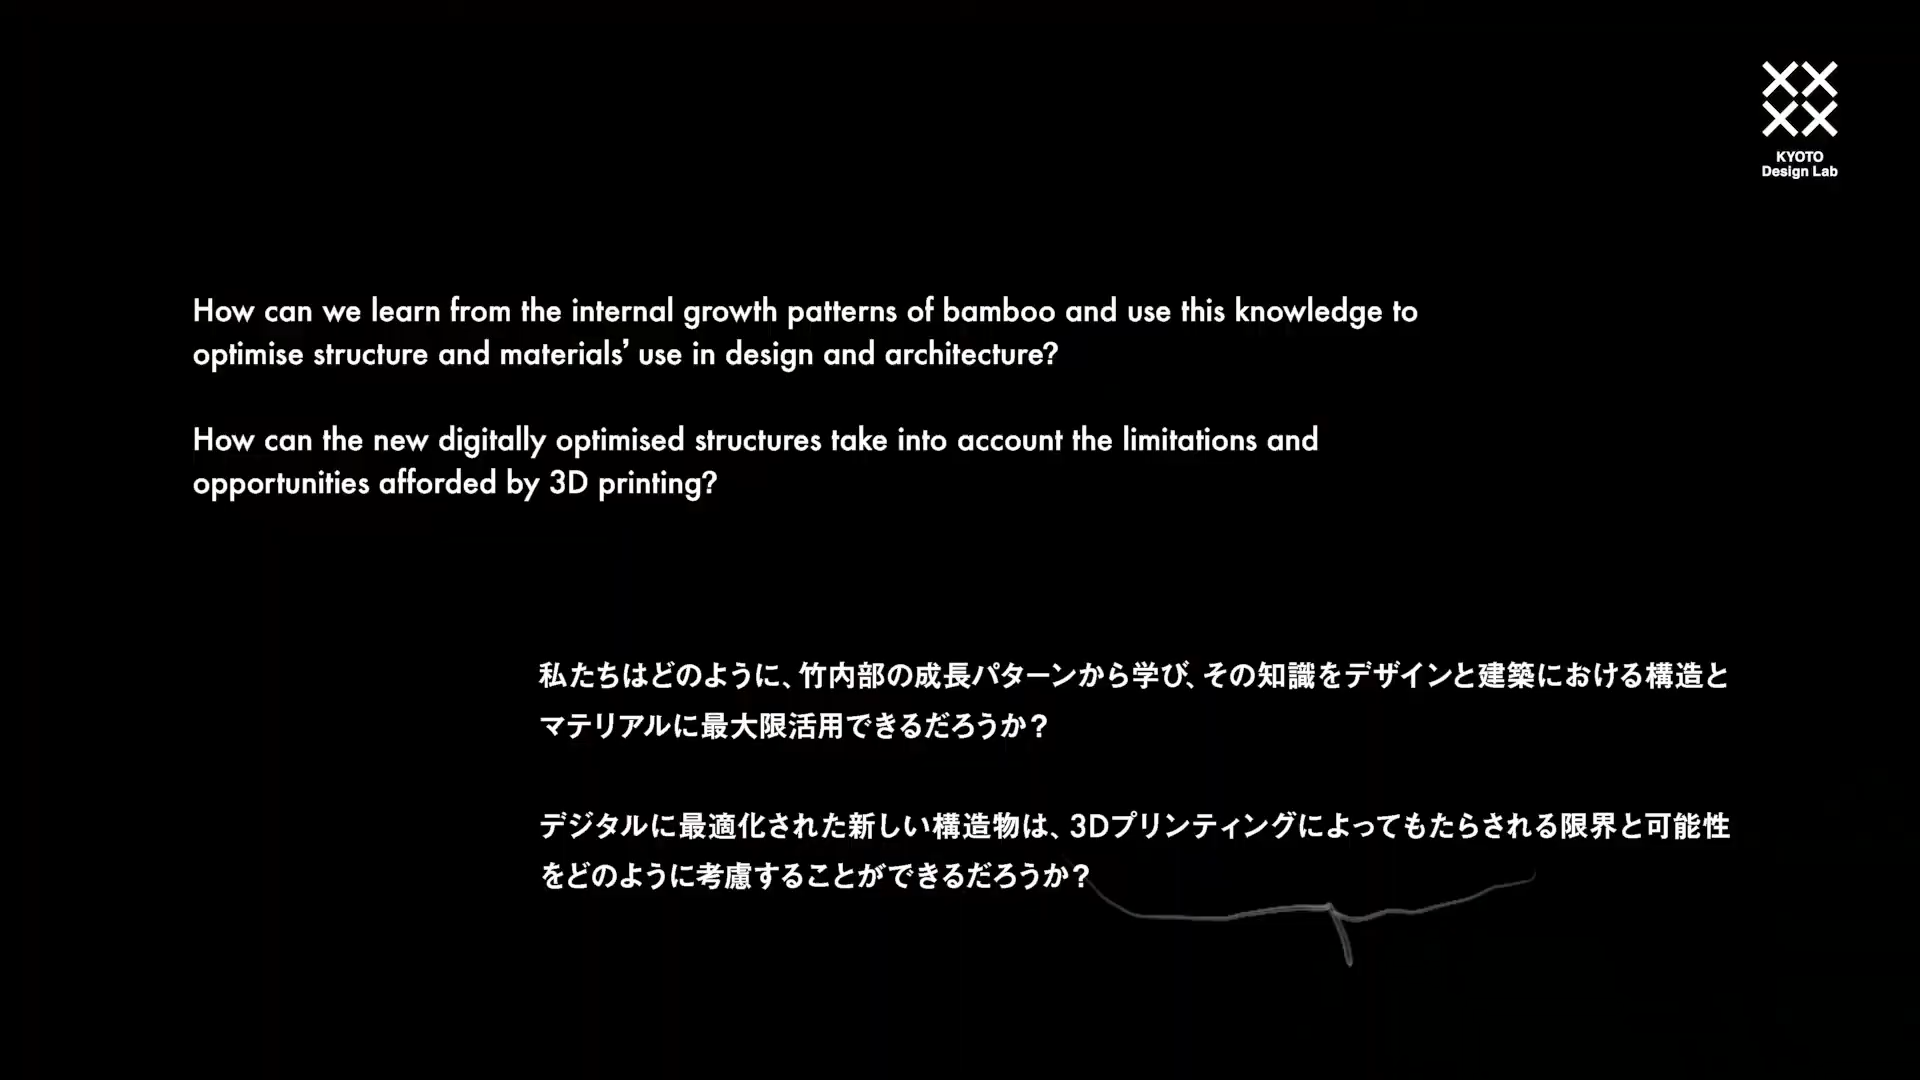 KYOTO
Design Lab
How can we learn from the internal growth patterns of bamboo and use this knowledge to
optimise structure and materials’ use in design and architecture?
How can the new digitally optimised structures take into account the limitations and
opportunities afforded by 3D printing?
私たちはどのように、竹内部の成長パターンから学び、その知識をデザインと建築における構造と
マテリアルに最大限活用できるだろうか？
デジタルに最適化された新しい構造物は、3Dプリンティングによってもたらされる限界と可能性
をどのように考慮することができるだろうか？